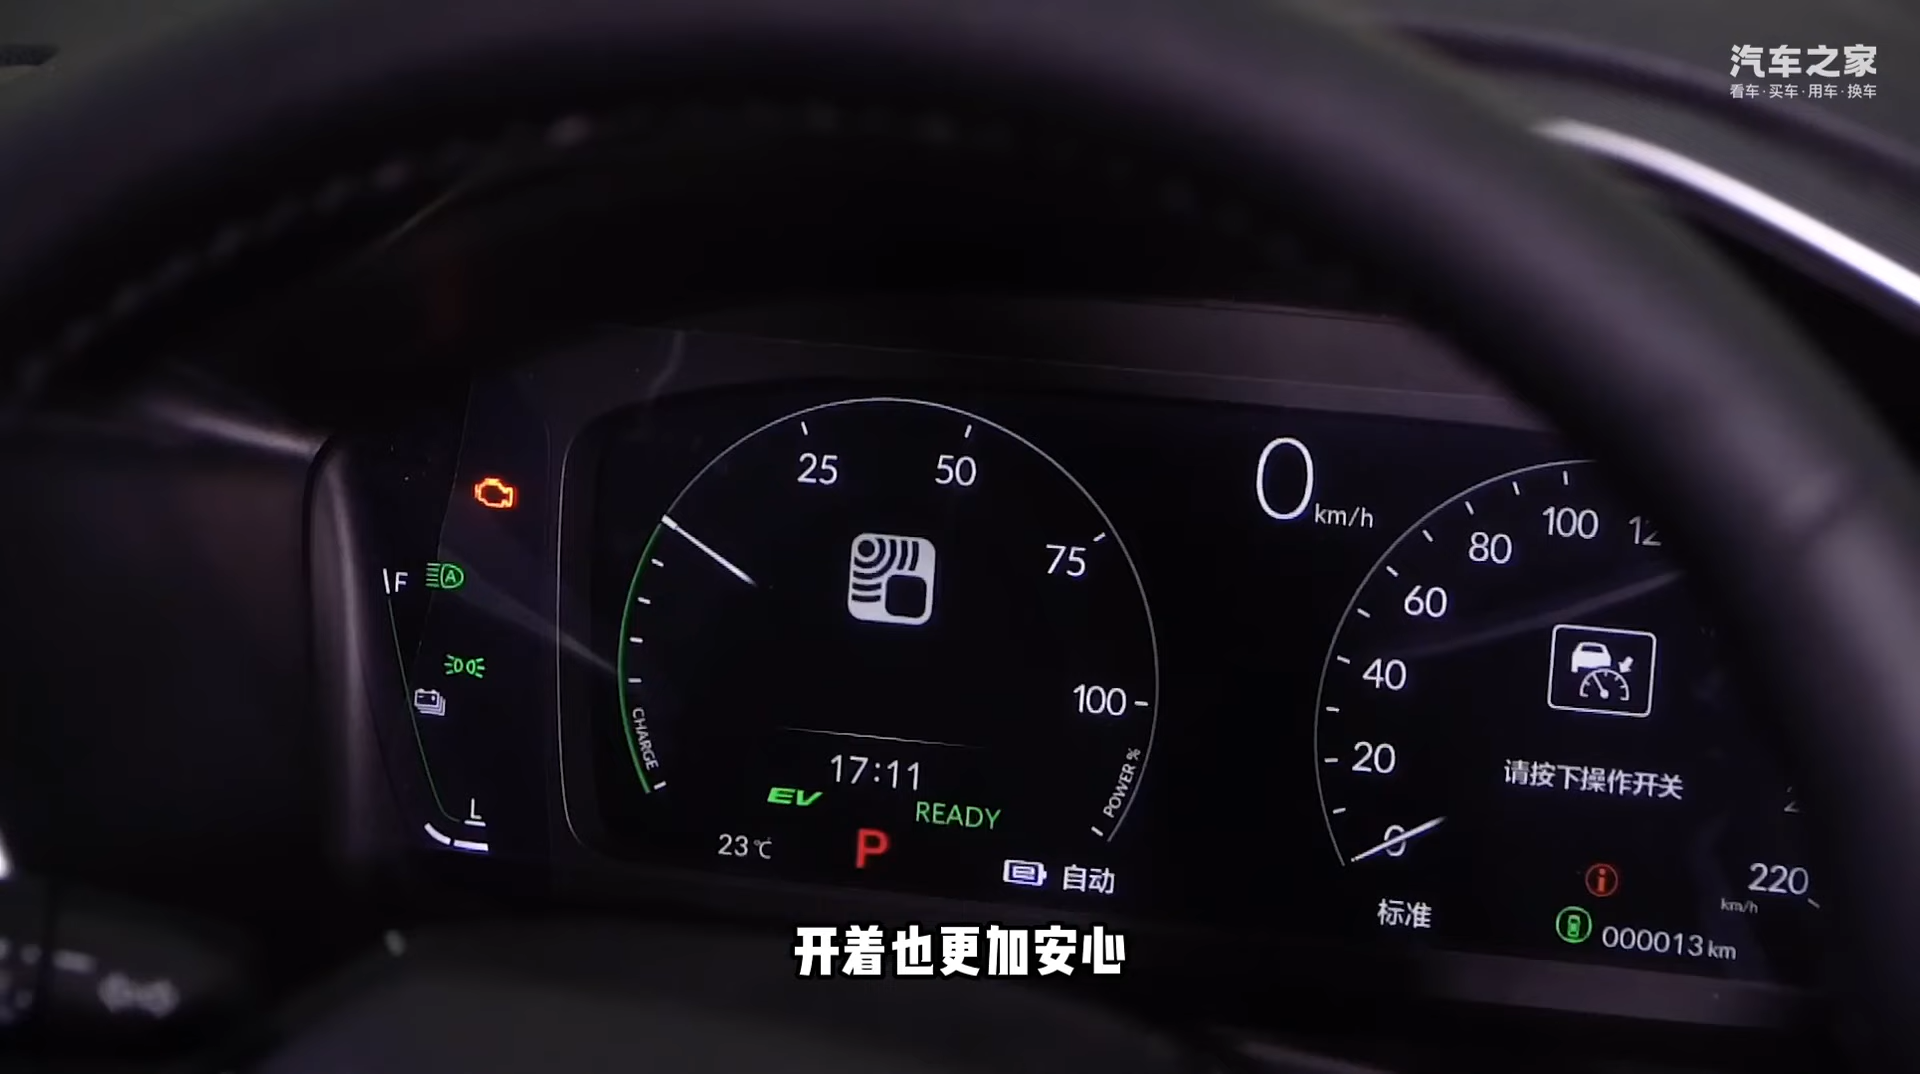 汽车之家
看车·买车·用车·换车
F
A
L
25
50
75
100
CHARGE
POWER%
17:11
EV
READY
23℃
P
自动
0 km/h
0
20
40
60
80
100
220
km/h
请按下操作开关
标准
000013 km
开着也更加安心